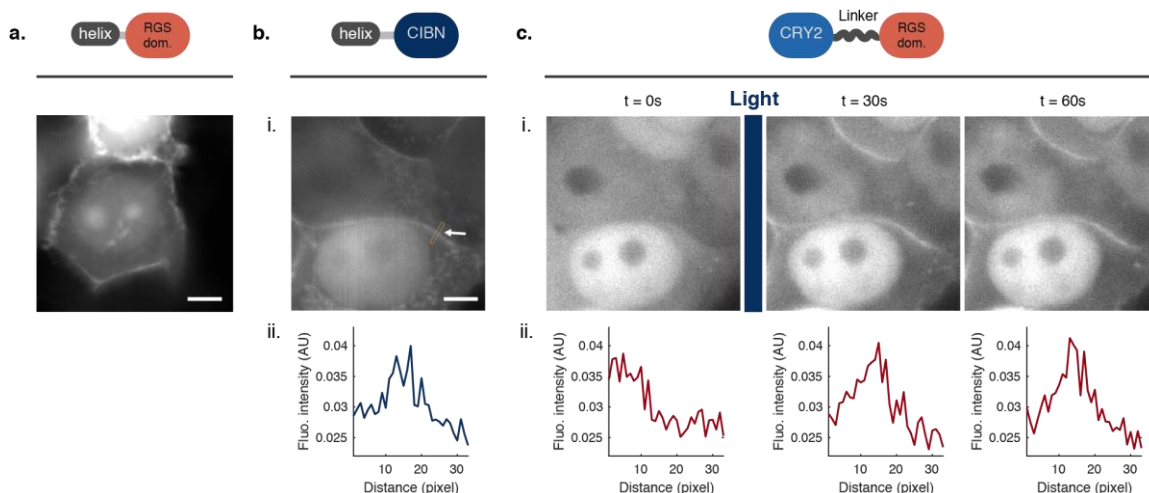 a.
helix
RGS
dom.
b.
helix
CIBN
c.
CRY2
Linker
RGS
dom.
i.
i.
t = 0s
Light
t = 30s
t = 60s
ii.
Fluo. intensity (AU)
0.04
0.035
0.03
0.025
10
20
30
Distance (pixel)
ii.
Fluo. intensity (AU)
0.04
0.035
0.03
0.025
10
20
30
Distance (pixel)
Fluo. intensity (AU)
0.04
0.035
0.03
0.025
10
20
30
Distance (pixel)
Fluo. intensity (AU)
0.04
0.035
0.03
0.025
10
20
30
Distance (pixel)